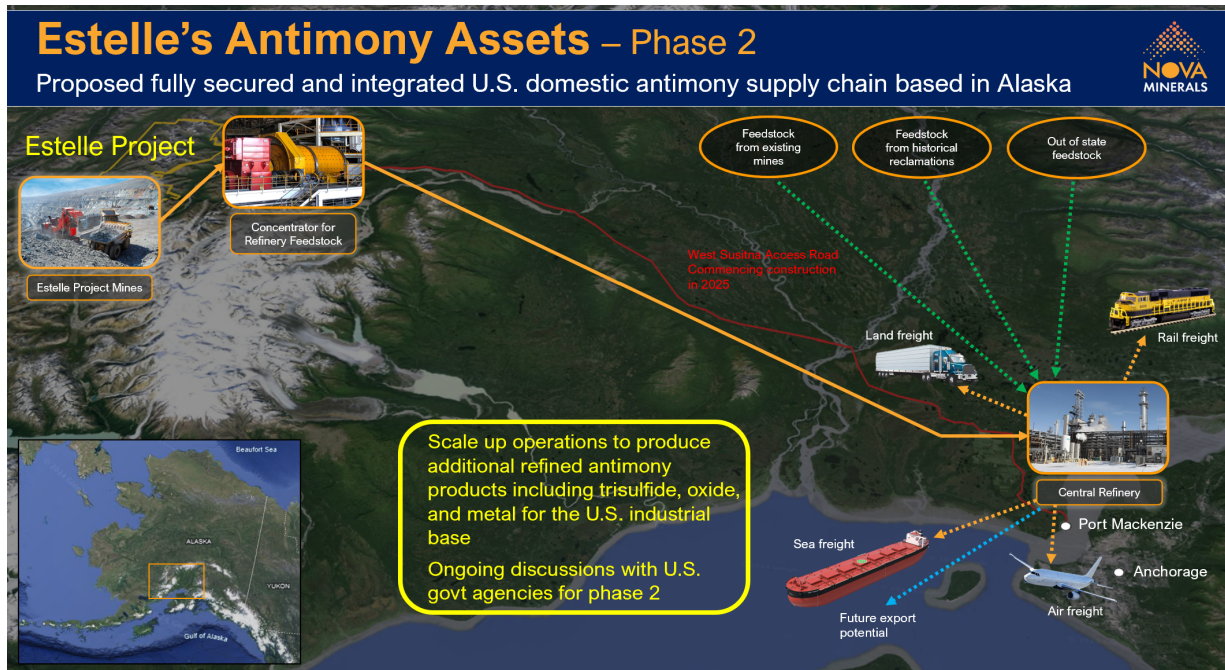 Estelle's Antimony Assets – Phase 2
Proposed fully secured and integrated U.S. domestic antimony supply chain based in Alaska
NOVA
MINERALS
Estelle Project
Estelle Project Mines
Concentrator for
Refinery Feedstock
Feedstock
from existing
mines
Feedstock
from historical
reclamations
Out of state
feedstock
West Susitna Access Road
Commencing construction
in 2025
Land freight
Rail freight
Central Refinery
Port Mackenzie
Anchorage
Sea freight
Air freight
Future export
potential
Scale up operations to produce
additional refined antimony
products including trisulfide, oxide,
and metal for the U.S. industrial
base
Ongoing discussions with U.S.
govt agencies for phase 2
Beaufort Sea
ALASKA
YUKON
Gulf of Alaska